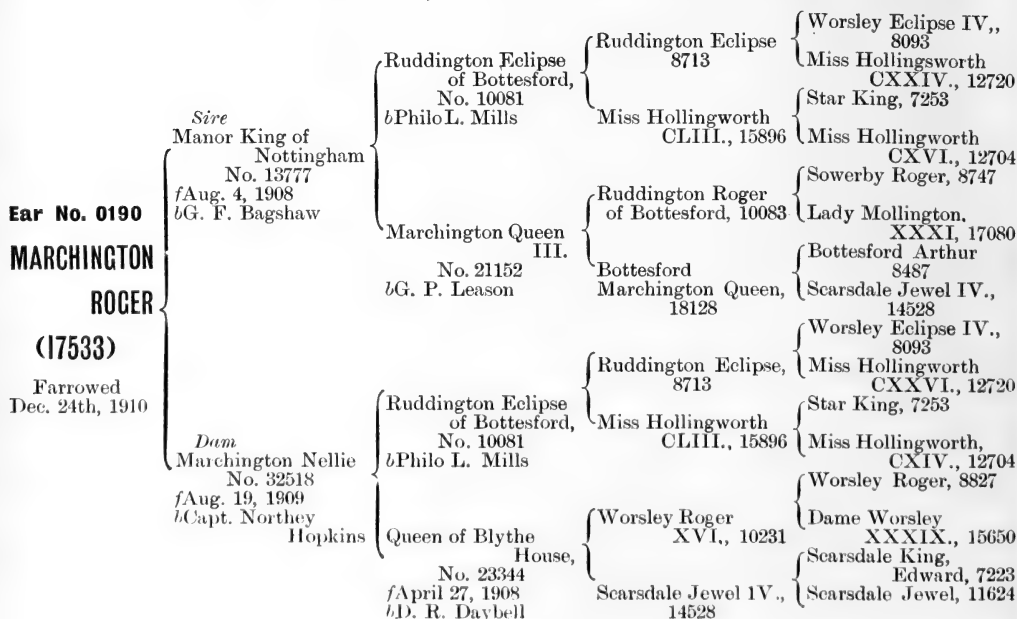 Ear No. 0190
MARCHINGTON
ROGER
(17533)
Farrowed
Dec. 24th, 1910
Sire
Manor King of
Nottingham
No. 13777
fAug. 4, 1908
bG. F. Bagshaw
Dam
Marchington Nellie
No. 32518
fAug. 19, 1909
bCapt. Northey
Hopkins
Ruddington Eclipse
of Bottesford,
No. 10081
bPhilo L. Mills
Marchington Queen
III.
No. 21152
bG. P. Leason
Ruddington Eclipse
of Bottesford,
No. 10081
bPhilo L. Mills
Queen of Blythe
House,
No. 23344
fApril 27, 1908
bD. R. Daybell
Ruddington Eclipse
8713
Miss Hollingworth
CLIII., 15896
Ruddington Roger
of Bottesford, 10083
Bottesford
Marchington Queen,
18128
Ruddington Eclipse,
8713
Miss Hollingworth
CLIII., 15896
Worsley Roger
XVI., 10231
Scarsdale Jewel 1V.,
14528
Worsley Eclipse IV.,
8093
Miss Hollingsworth
CXXIV., 12720
Star King, 7253
Miss Hollingworth
CXVI., 12704
Sowerby Roger, 8747
Lady Mollington,
XXXI, 17080
Bottesford Arthur
8487
Scarsdale Jewel IV.,
14528
Worsley Eclipse IV.,
8093
Miss Hollingworth
CXXVI., 12720
Star King, 7253
Miss Hollingworth,
CXIV., 12704
Worsley Roger, 8827
Dame Worsley
XXXIX., 15650
Scarsdale King,
Edward, 7223
Scarsdale Jewel, 11624